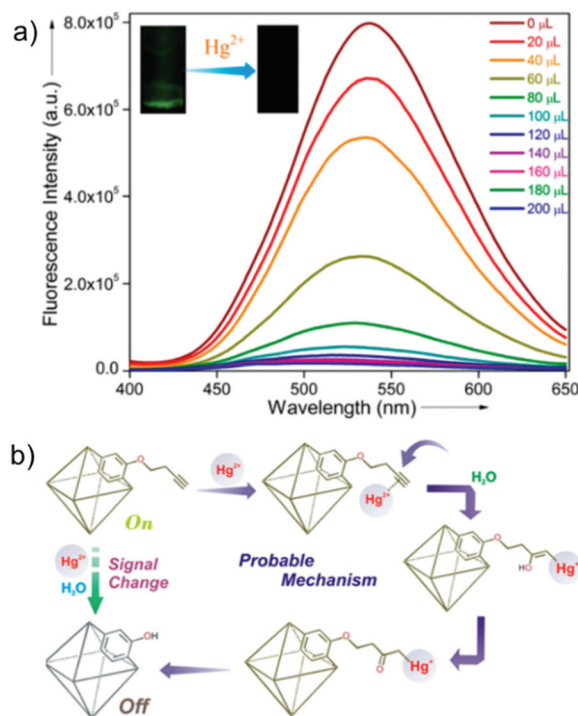 a)
Hg²⁺
0 μL
20 μL
40 μL
60 μL
80 μL
100 μL
120 μL
140 μL
160 μL
180 μL
200 μL
Fluorescence Intensity (a.u.)
8.0x10⁵
6.0x10⁵
4.0x10⁵
2.0x10⁵
0.0
400
450
500
550
600
650
Wavelength (nm)
b)
O
On
Hg²⁺
O
Hg²⁺
H₂O
Hg²⁺
H₂O
Signal
Change
Probable
Mechanism
O
HO
Hg⁺
OH
Off
O
O
Hg⁺